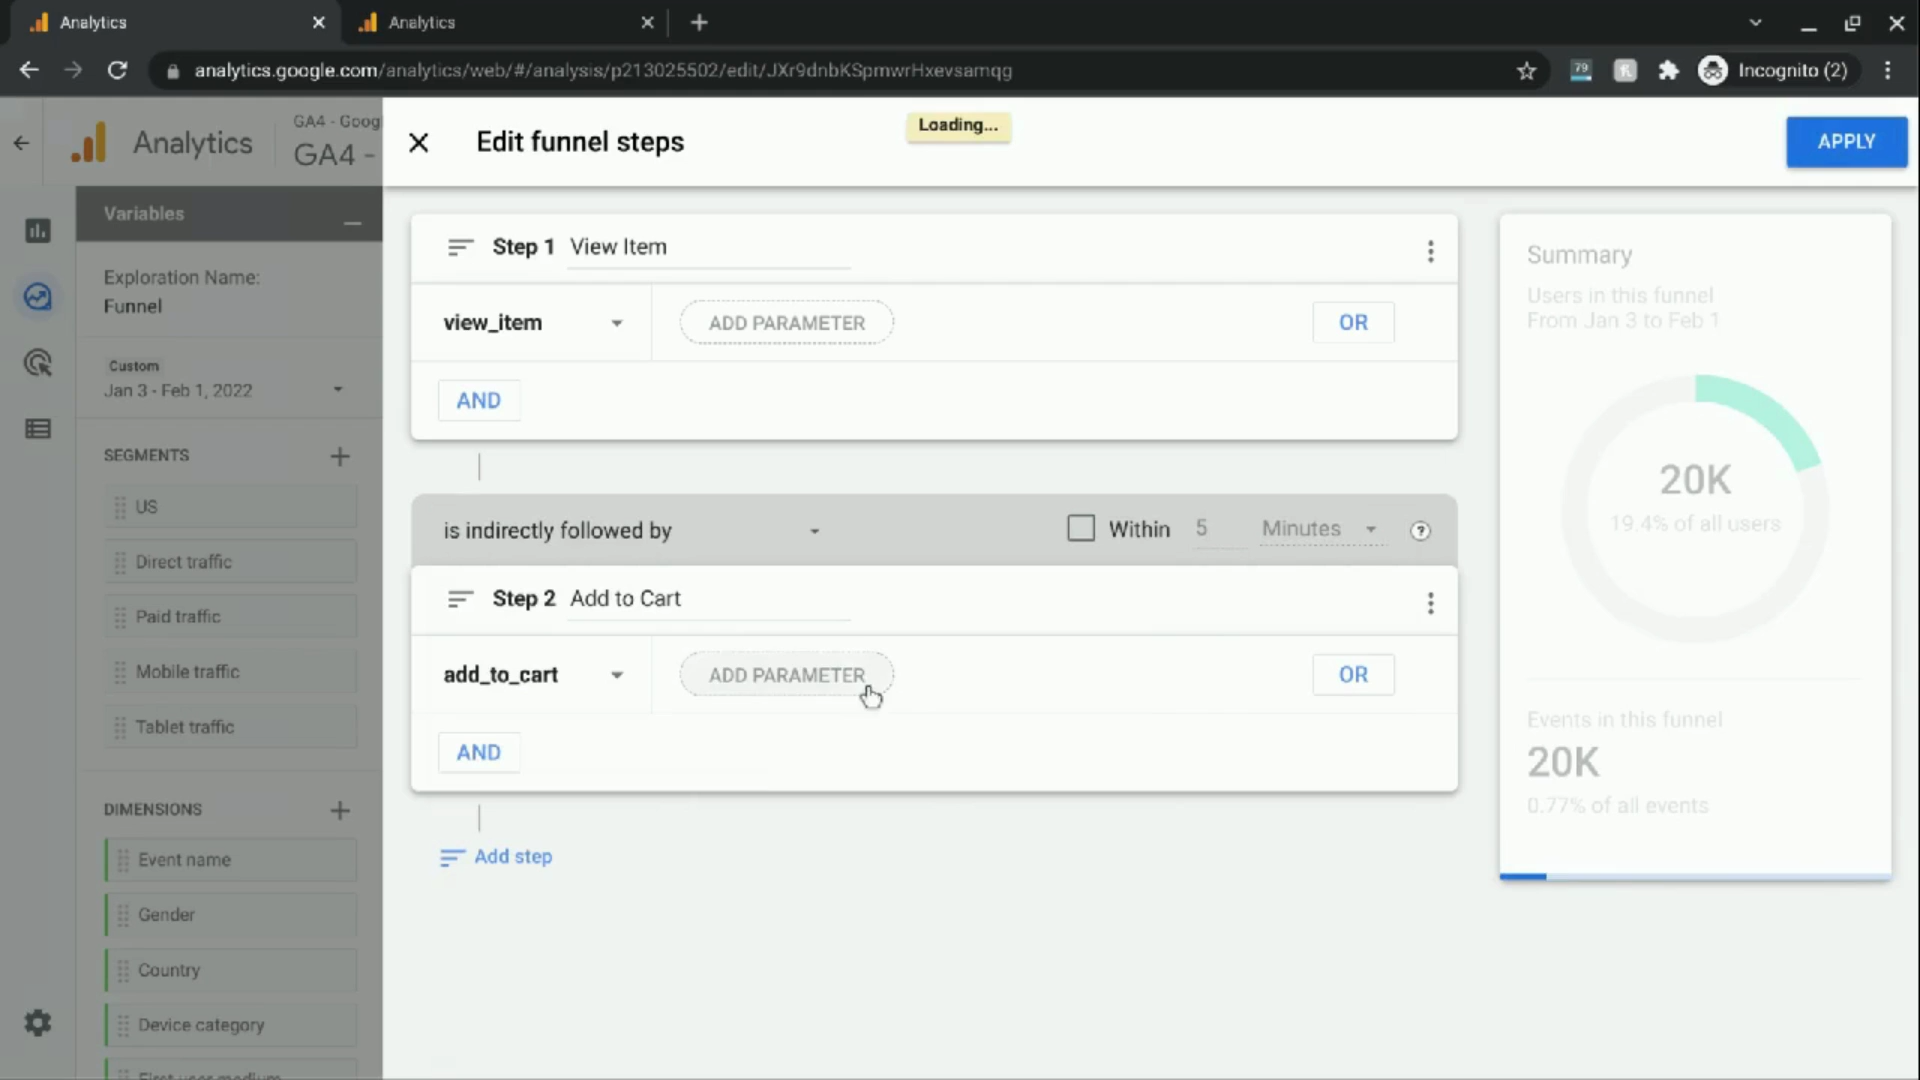 Analytics
Analytics
analytics.google.com/analytics/web/#/analysis/p213025502/edit/JXr9dnbKSpmwrHxevsamqg
79
Incognito (2)
Analytics
GA4 - Goog
GA4 -
Edit funnel steps
Loading...
APPLY
Variables
Exploration Name:
Funnel
Custom
Jan 3 - Feb 1, 2022
SEGMENTS
US
Direct traffic
Paid traffic
Mobile traffic
Tablet traffic
DIMENSIONS
Event name
Gender
Country
Device category
First user medium
Step 1 View Item
view_item
ADD PARAMETER
OR
AND
is indirectly followed by
Within 5 Minutes
?
Step 2 Add to Cart
add_to_cart
ADD PARAMETER
OR
AND
Add step
Summary
Users in this funnel
From Jan 3 to Feb 1
20K
19.4% of all users
Events in this funnel
20K
0.77% of all events